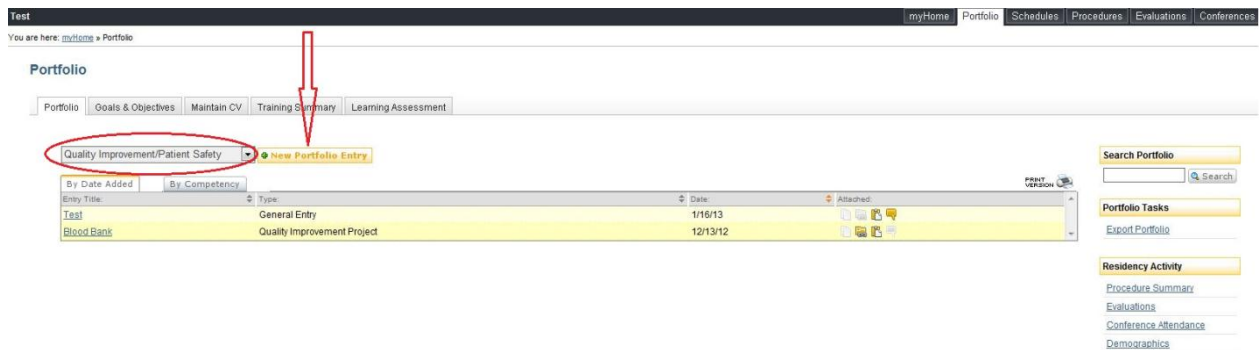 Test
myHome Portfolio Schedules Procedures Evaluations Conferences
You are here: myHome » Portfolio
Portfolio
Portfolio Goals & Objectives Maintain CV Training Summary Learning Assessment
Quality Improvement/Patient Safety New Portfolio Entry
By Date Added By Competency
PRINT VERSION
Entry Title: Type: Date: Attached:
Test General Entry 1/16/13
Blood Bank Quality Improvement Project 12/13/12
Search Portfolio
Search
Portfolio Tasks
Export Portfolio
Residency Activity
Procedure Summary
Evaluations
Conference Attendance
Demographics